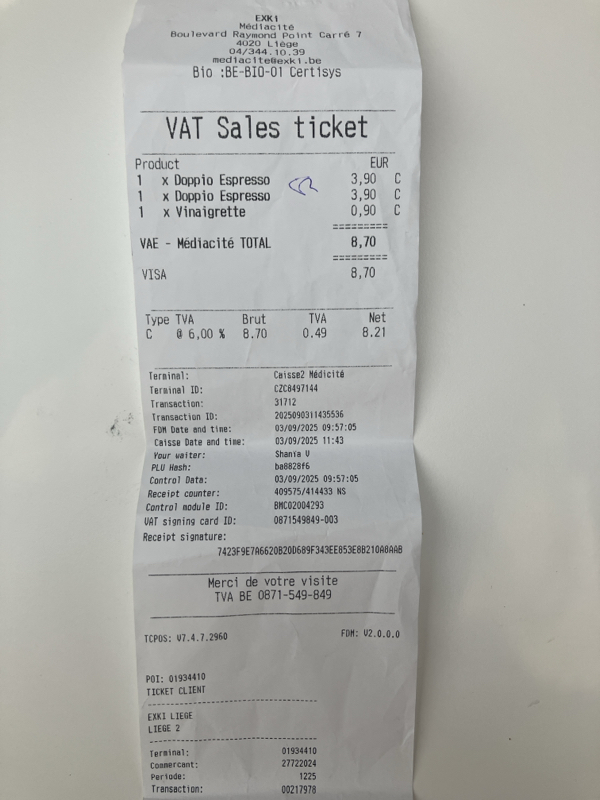 EXKI
Médiacité
Boulevard Raymond Point Carré 7
4020 Liège
04/344.10.39
mediacite@exki.be
Bio :BE-BIO-01 Certisys
VAT Sales ticket
Product EUR
1 x Doppio Espresso 3,90 C
1 x Doppio Espresso 3,90 C
1 x Vinaigrette 0,90 C
=========
VAE - Médiacité TOTAL 8,70
=========
VISA 8,70
Type TVA Brut TVA Net
C @ 6,00 % 8.70 0.49 8.21
Terminal: Caisse2 Médicité
Terminal ID: CZC8497144
Transaction: 31712
Transaction ID: 2025090311435536
FDM Date and time: 03/09/2025 09:57:05
Caisse Date and time: 03/09/2025 11:43
Your waiter: Shania V
PLU Hash: ba8828f6
Control Data: 03/09/2025 09:57:05
Receipt counter: 409575/414433 NS
Control module ID: BMC02004293
VAT signing card ID: 0871549849-003
Receipt signature:
7423F9E7A6620B20D689F343EE853E8B210A8AAB
Merci de votre visite
TVA BE 0871-549-849
TCPOS: V7.4.7.2960 FDM: V2.0.0.0
POI: 01934410
TICKET CLIENT
EXKI LIEGE
LIEGE 2
Terminal: 01934410
Commercant: 27722024
Periode: 1225
Transaction: 00217978